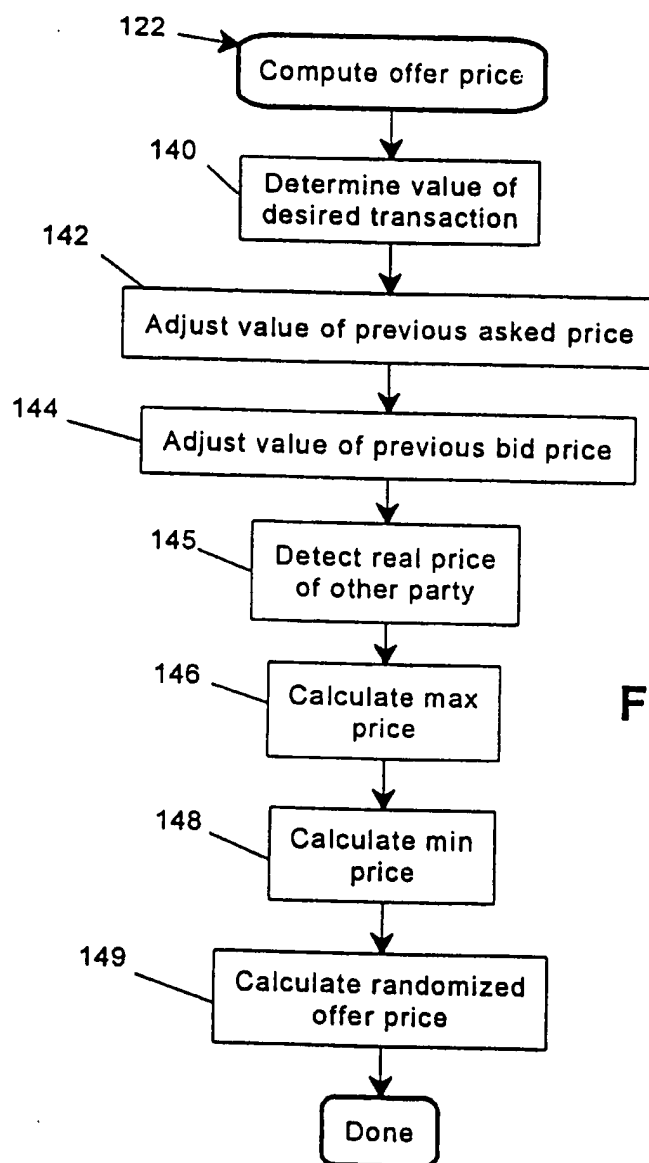 122
Compute offer price
140
Determine value of
desired transaction
142
Adjust value of previous asked price
144
Adjust value of previous bid price
145
Detect real price
of other party
146
Calculate max
price
F
148
Calculate min
price
149
Calculate randomized
offer price
Done